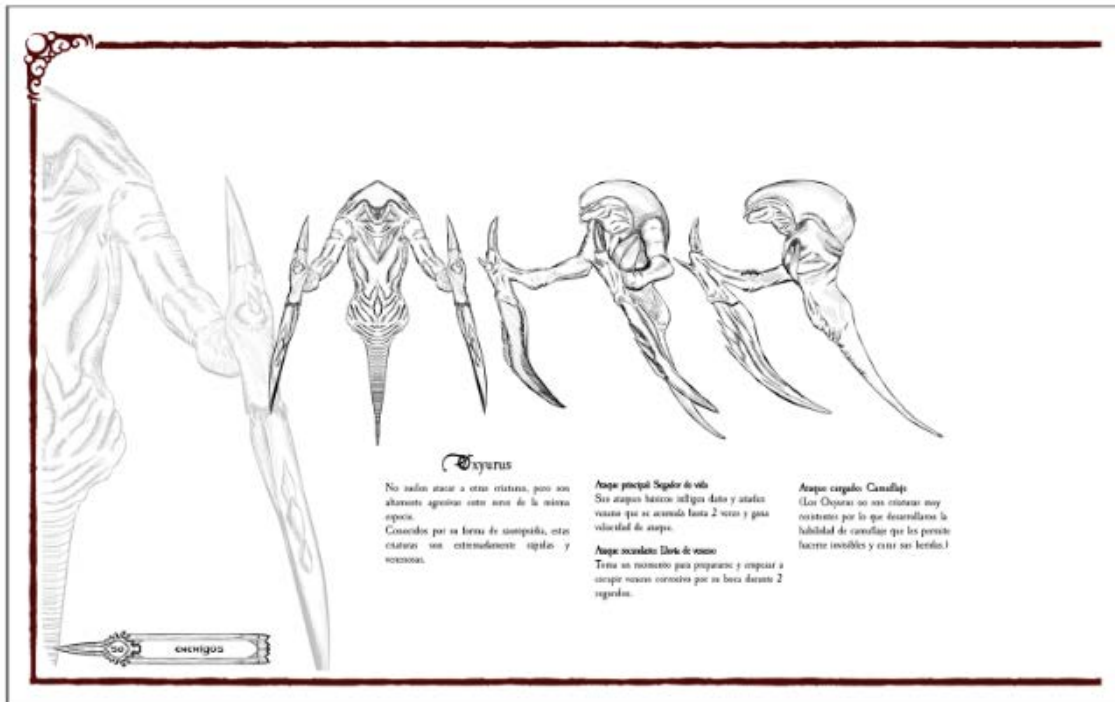 Oxyurus
No suelen atacar a otras criaturas, pero son
altamente agresivas entre seres de la misma
especie.
Conocidos por su forma de
estas
criaturas son extremadamente rápidas y
venenosas.
Ataque principal: Segador de vida
Sus ataques básicos infligen daño y añaden
veneno que se acumula hasta 2 veces y gana
velocidad de ataque.
Ataque secundario: Lluvia de veneno
Toma un momento para prepararse y empezar a
escupir veneno corrosivo por su boca durante 2
segundos.
Ataque cargado: Camuflaje
(Los Oxyurus no son criaturas muy
resistentes por lo que desarrollaron la
habilidad de camuflaje que les permite
hacerse invisibles y curar sus heridas.)
50
ENEMIGOS